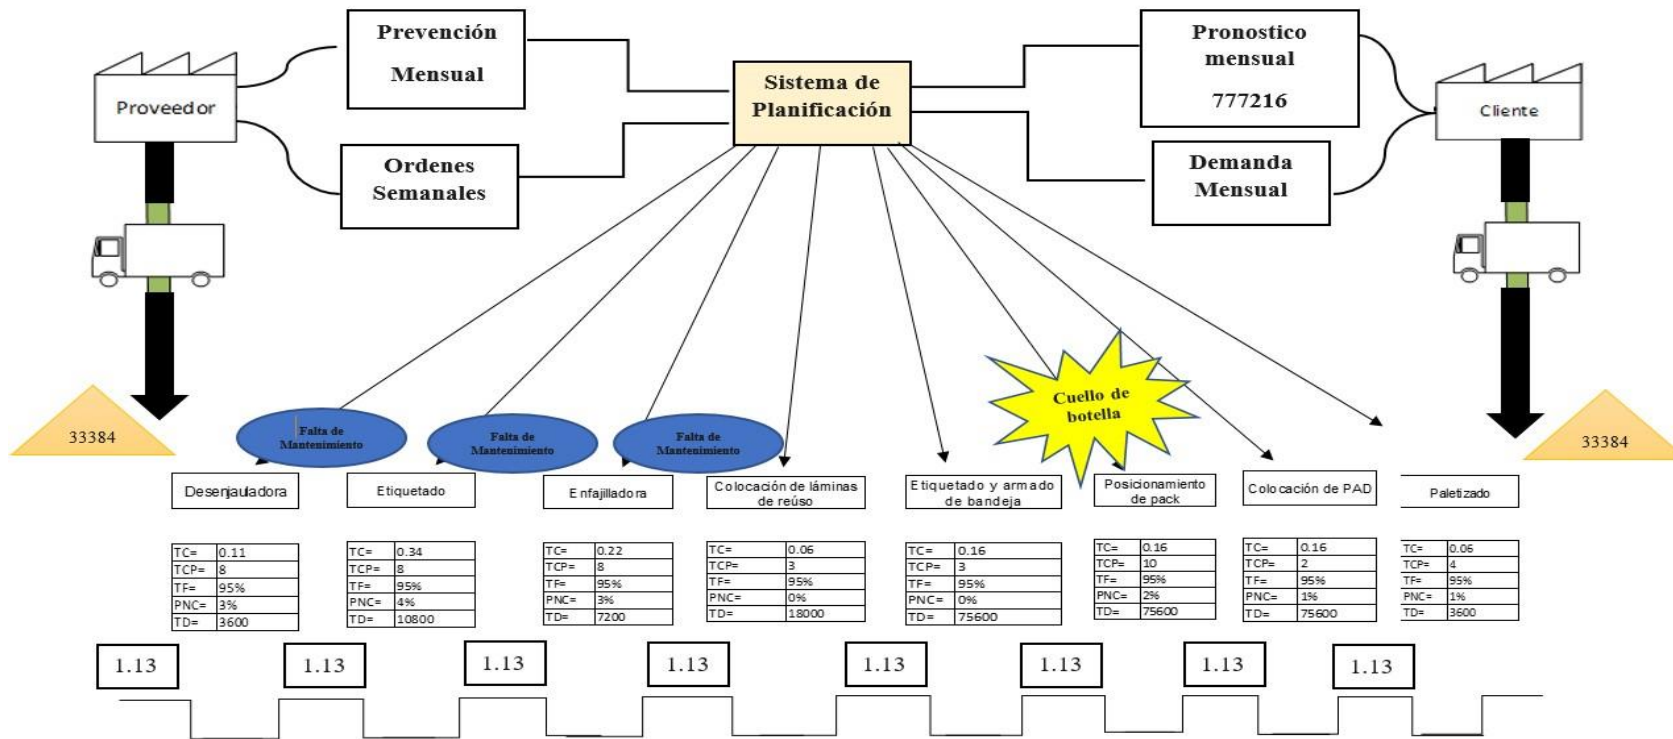 Prevención
Mensual
Pronostico
mensual
777216
Sistema de
Planificación
Proveedor
Cliente
Ordenes
Semanales
Demanda
Mensual
33384
33384
Falta de
Mantenimiento
Falta de
Mantenimiento
Falta de
Mantenimiento
Cuello de
botella
Desenjauladora
TC= 0.11
TCP= 8
TF= 95%
PNC= 3%
TD= 3600
Etiquetado
TC= 0.34
TCP= 8
TF= 95%
PNC= 4%
TD= 10800
Enfajilladora
TC= 0.22
TCP= 8
TF= 95%
PNC= 3%
TD= 7200
Colocación de láminas
de reúso
TC= 0.06
TCP= 3
TF= 95%
PNC= 0%
TD= 18000
Etiquetado y armado
de bandeja
TC= 0.16
TCP= 3
TF= 95%
PNC= 0%
TD= 75600
Posicionamiento
de pack
TC= 0.16
TCP= 10
TF= 95%
PNC= 2%
TD= 75600
Colocación de PAD
TC= 0.16
TCP= 2
TF= 95%
PNC= 1%
TD= 75600
Paletizado
TC= 0.06
TCP= 4
TF= 95%
PNC= 1%
TD= 3600
1.13
1.13
1.13
1.13
1.13
1.13
1.13
1.13